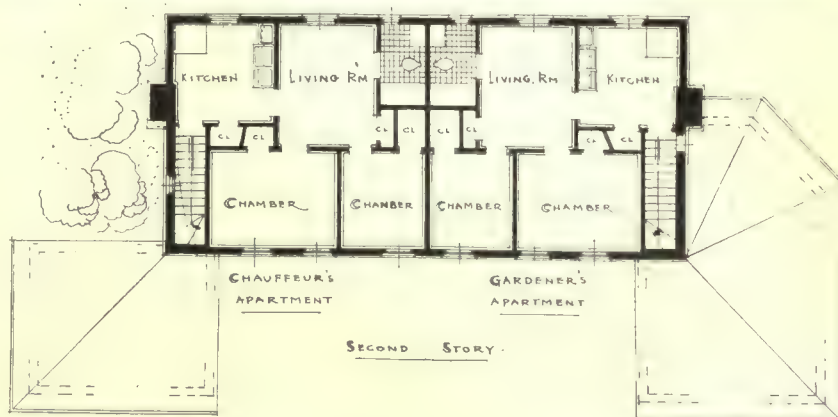 KITCHEN LIVING RM LIVING RM KITCHEN
CL CL CL CL CL CL CL CL
CHAMBER CHAMBER CHAMBER CHAMBER
CHAUFFEUR'S GARDENER'S
APARTMENT APARTMENT
SECOND STORY.